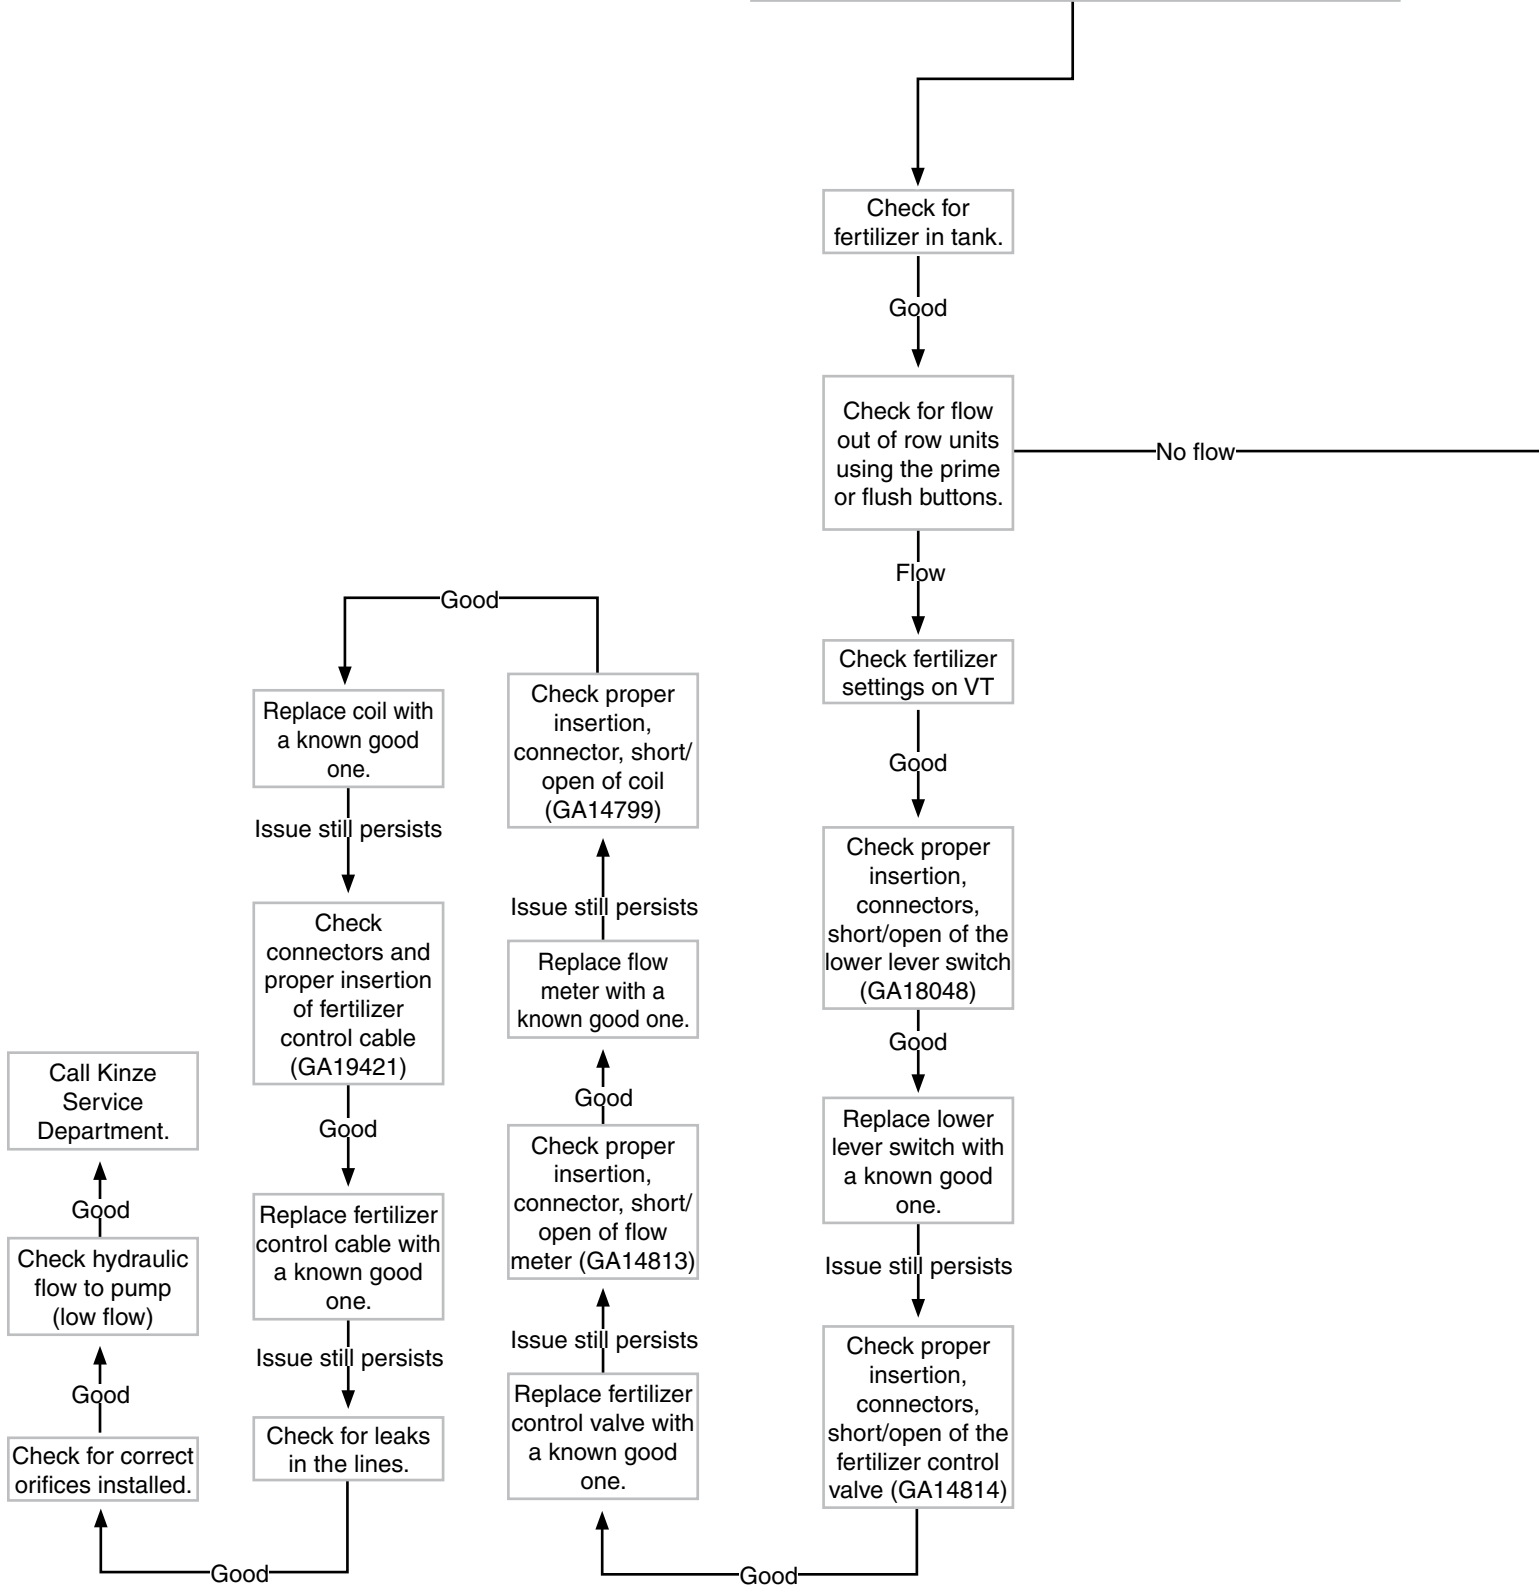 Check for
fertilizer in tank.
Good
Check for flow
out of row units
using the prime
or flush buttons.
No flow
Flow
Check fertilizer
settings on VT
Good
Check proper
insertion,
connectors,
short/open of the
lower lever switch
(GA18048)
Good
Replace lower
lever switch with
a known good
one.
Issue still persists
Check proper
insertion,
connectors,
short/open of the
fertilizer control
valve (GA14814)
Good
Replace fertilizer
control valve with
a known good
one.
Issue still persists
Check proper
insertion,
connector, short/
open of flow
meter (GA14813)
Good
Replace flow
meter with a
known good one.
Issue still persists
Check proper
insertion,
connector, short/
open of coil
(GA14799)
Good
Replace coil with
a known good
one.
Issue still persists
Check
connectors and
proper insertion
of fertilizer
control cable
(GA19421)
Good
Replace fertilizer
control cable with
a known good
one.
Issue still persists
Check for leaks
in the lines.
Good
Check for correct
orifices installed.
Good
Check hydraulic
flow to pump
(low flow)
Good
Call Kinze
Service
Department.